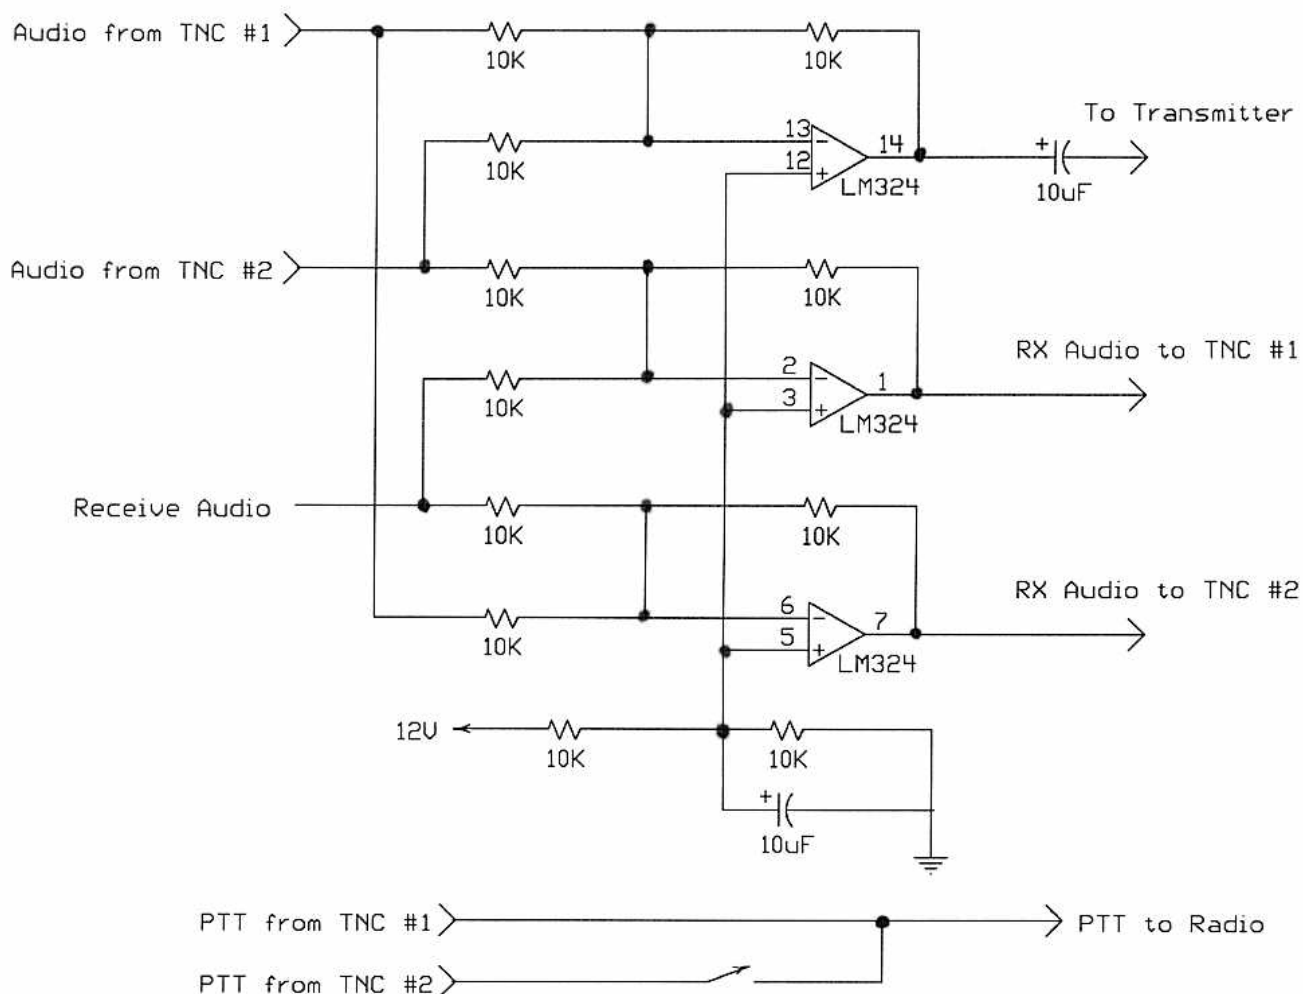 Audio from TNC #1
10K
10K
To Transmitter
13
12
14
+
10K
LM324
10uF
Audio from TNC #2
10K
10K
RX Audio to TNC #1
2
3
1
10K
LM324
Receive Audio
10K
10K
RX Audio to TNC #2
6
5
7
10K
LM324
12V
10K
10K
+
10uF
PTT from TNC #1
PTT to Radio
PTT from TNC #2